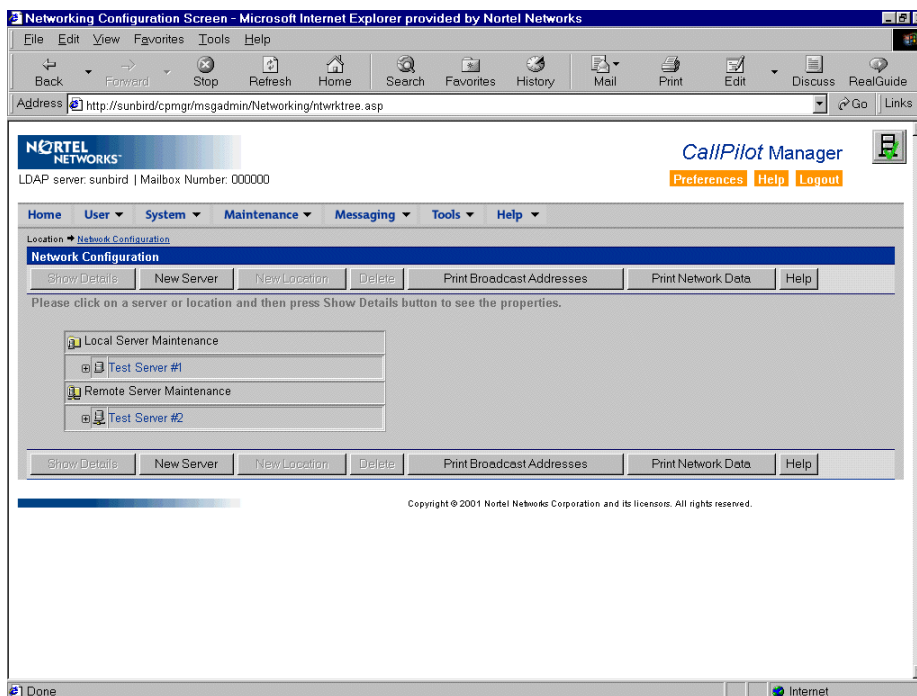 Networking Configuration Screen - Microsoft Internet Explorer provided by Nortel Networks
File Edit View Favorites Tools Help
Back Forward Stop Refresh Home Search Favorites History Mail Print Edit Discuss RealGuide
Address http://sunbird/cpmgr/msgadmin/Networking/ntwrktree.asp Go Links
NORTEL
NETWORKS
CallPilot Manager
LDAP server: sunbird | Mailbox Number: 000000
Preferences Help Logout
Home User System Maintenance Messaging Tools Help
Location Network Configuration
Network Configuration
Show Details New Server New Location Delete Print Broadcast Addresses Print Network Data Help
Please click on a server or location and then press Show Details button to see the properties.
Local Server Maintenance
Test Server #1
Remote Server Maintenance
Test Server #2
Show Details New Server New Location Delete Print Broadcast Addresses Print Network Data Help
Copyright © 2001 Nortel Networks Corporation and its licensors. All rights reserved.
Done Internet